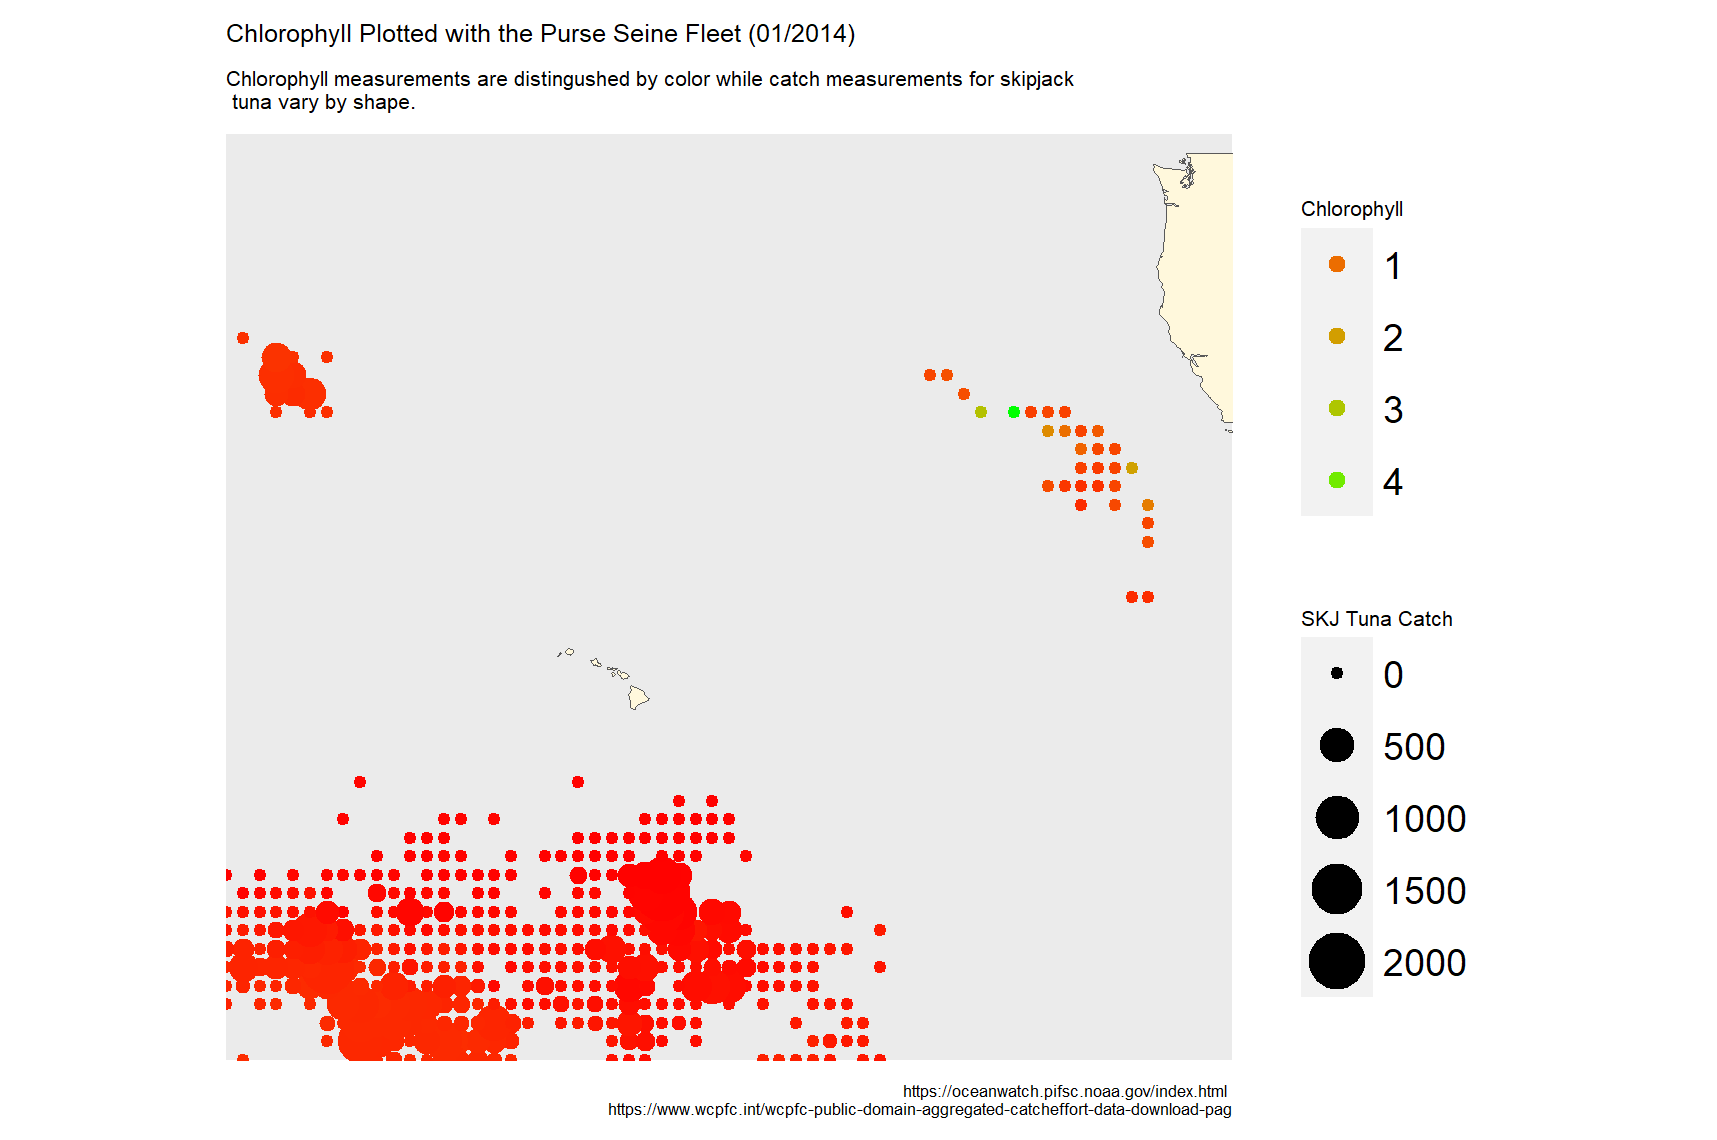 Chlorophyll Plotted with the Purse Seine Fleet (01/2014)
Chlorophyll measurements are distingushed by color while catch measurements for skipjack
tuna vary by shape.
Chlorophyll
1
2
3
4
SKJ Tuna Catch
0
500
1000
1500
2000
https://oceanwatch.pifsc.noaa.gov/index.html
https://www.wcpfc.int/wcpfc-public-domain-aggregated-catcheffort-data-download-pag